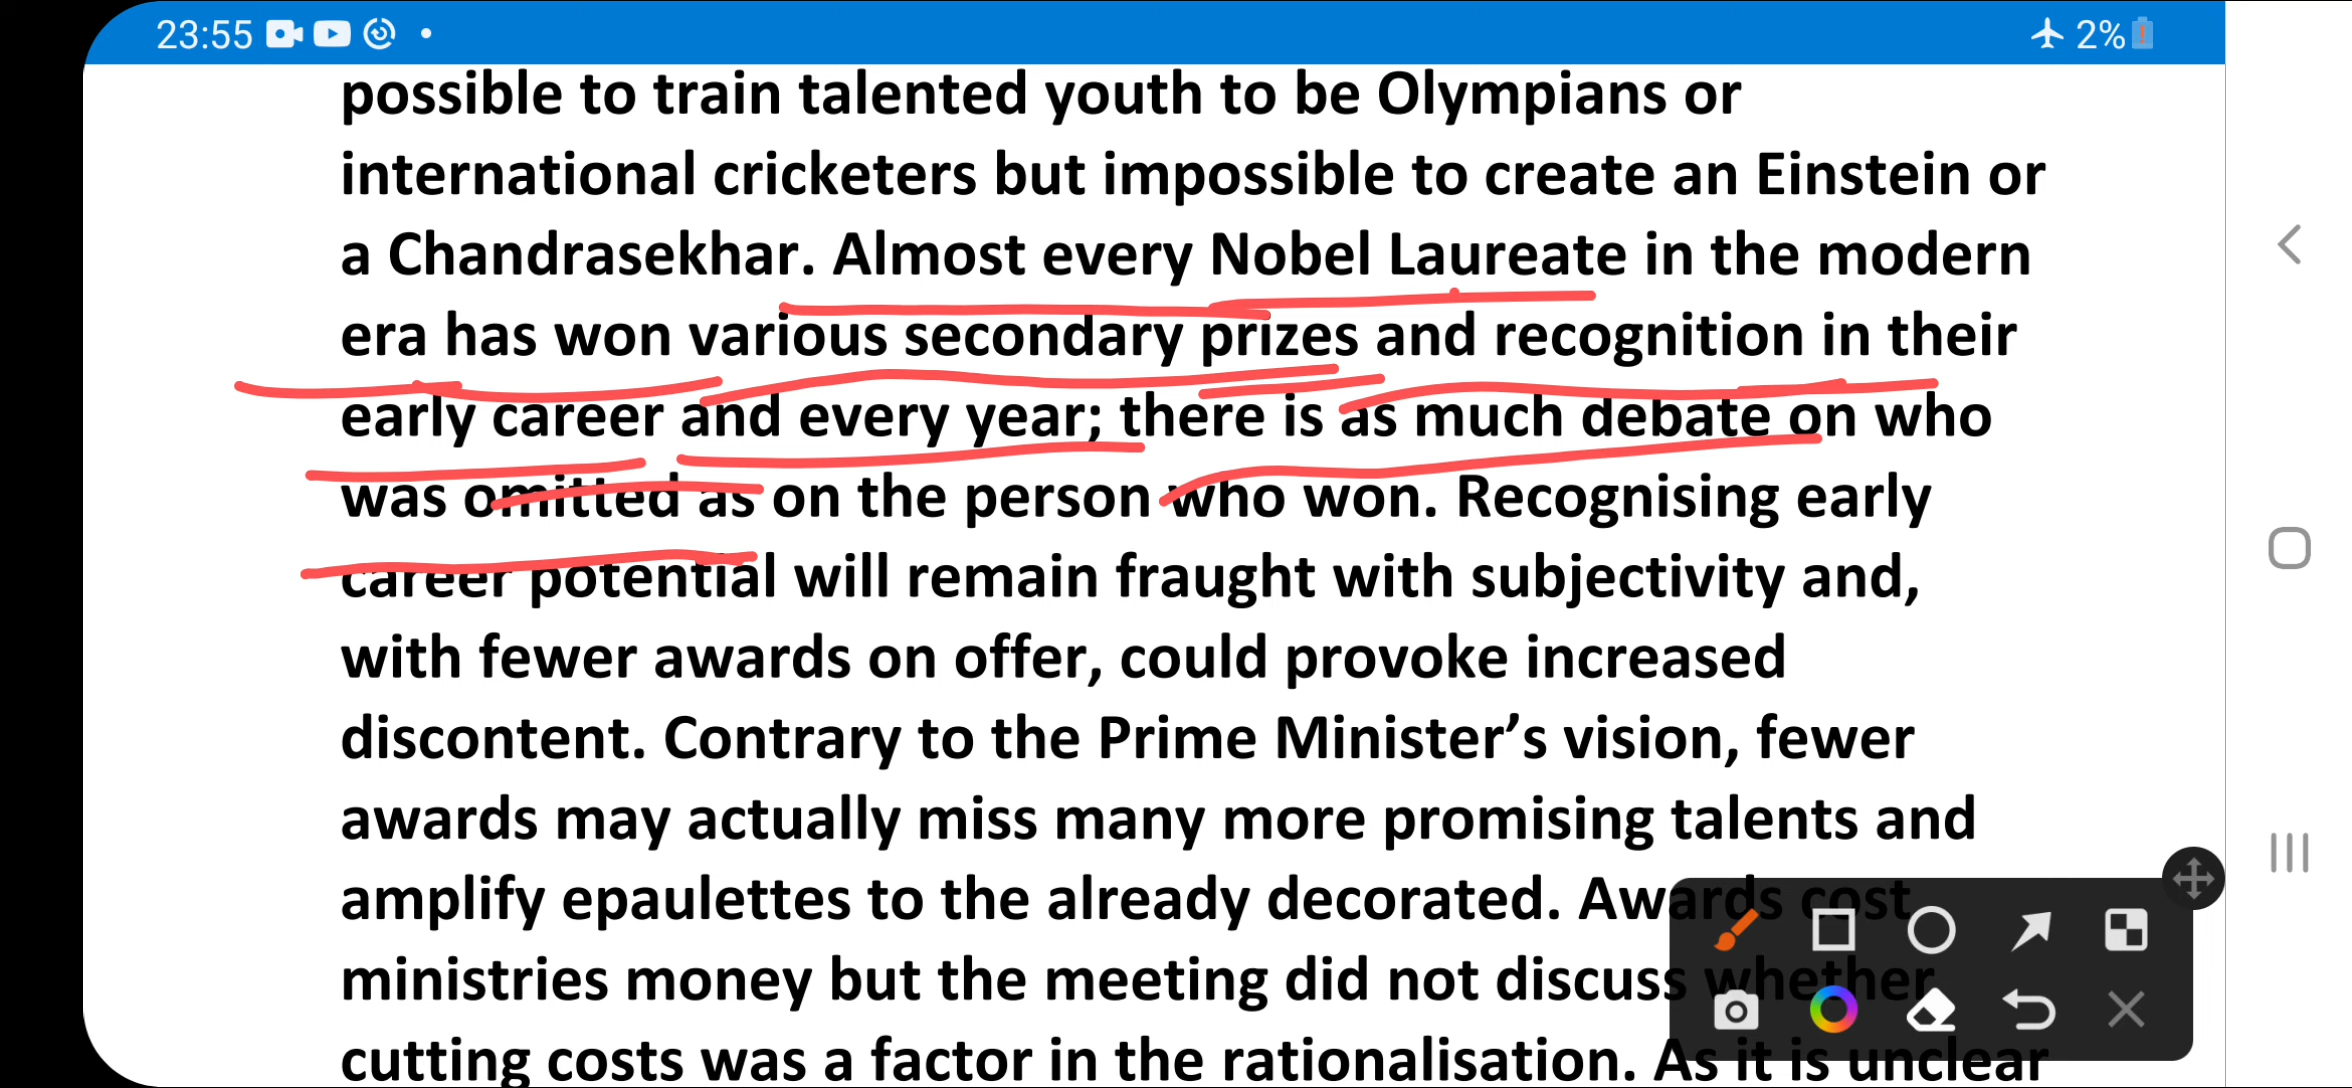 23:55
2%
possible to train talented youth to be Olympians or
international cricketers but impossible to create an Einstein or
a Chandrasekhar. Almost every Nobel Laureate in the modern
era has won various secondary prizes and recognition in their
early career and every year; there is as much debate on who
was omitted as on the person who won. Recognising early
career potential will remain fraught with subjectivity and,
with fewer awards on offer, could provoke increased
discontent. Contrary to the Prime Minister’s vision, fewer
awards may actually miss many more promising talents and
amplify epaulettes to the already decorated. Awards cost
ministries money but the meeting did not discuss whether
cutting costs was a factor in the rationalisation. As it is unclear